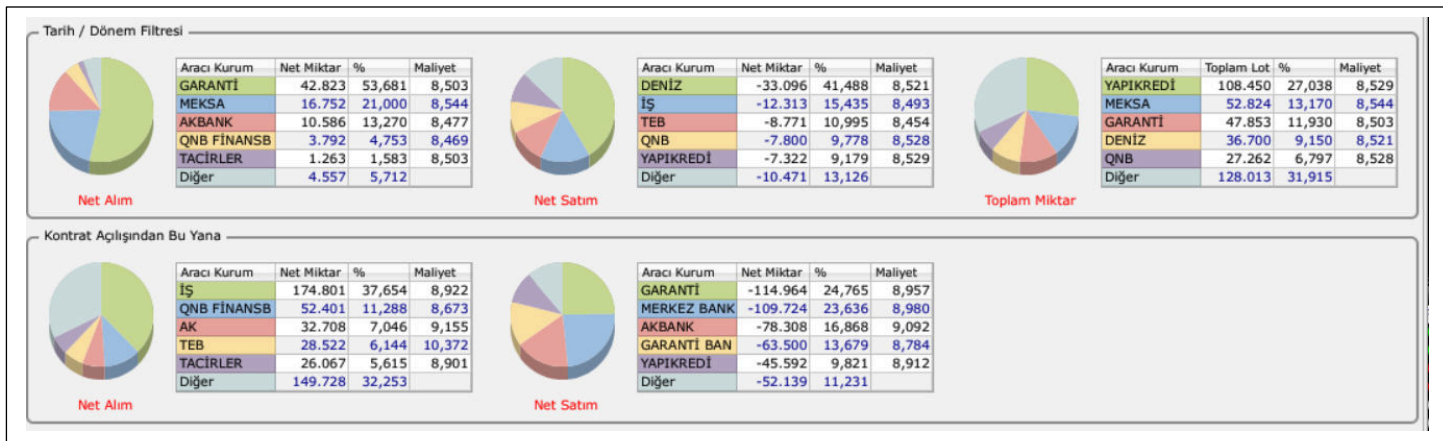 Tarih / Dönem Filtresi
Aracı Kurum Net Miktar % Maliyet
GARANTİ 42.823 53,681 8,503
MEKSA 16.752 21,000 8,544
AKBANK 10.586 13,270 8,477
QNB FİNANSB 3.792 4,753 8,469
TACİRLER 1.263 1,583 8,503
Diğer 4.557 5,712
Net Alım
Aracı Kurum Net Miktar % Maliyet
DENİZ -33.096 41,488 8,521
İŞ -12.313 15,435 8,493
TEB -8.771 10,995 8,454
QNB -7.800 9,778 8,528
YAPIKREDİ -7.322 9,179 8,529
Diğer -10.471 13,126
Net Satım
Aracı Kurum Toplam Lot % Maliyet
YAPIKREDİ 108.450 27,038 8,529
MEKSA 52.824 13,170 8,544
GARANTİ 47.853 11,930 8,503
DENİZ 36.700 9,150 8,521
QNB 27.262 6,797 8,528
Diğer 128.013 31,915
Toplam Miktar
Kontrat Açılışından Bu Yana
Aracı Kurum Net Miktar % Maliyet
İŞ 174.801 37,654 8,922
QNB FİNANSB 52.401 11,288 8,673
AK 32.708 7,046 9,155
TEB 28.522 6,144 10,372
TACİRLER 26.067 5,615 8,901
Diğer 149.728 32,253
Net Alım
Aracı Kurum Net Miktar % Maliyet
GARANTİ -114.964 24,765 8,957
MERKEZ BANK -109.724 23,636 8,980
AKBANK -78.308 16,868 9,092
GARANTİ BAN -63.500 13,679 8,784
YAPIKREDİ -45.592 9,821 8,912
Diğer -52.139 11,231
Net Satım